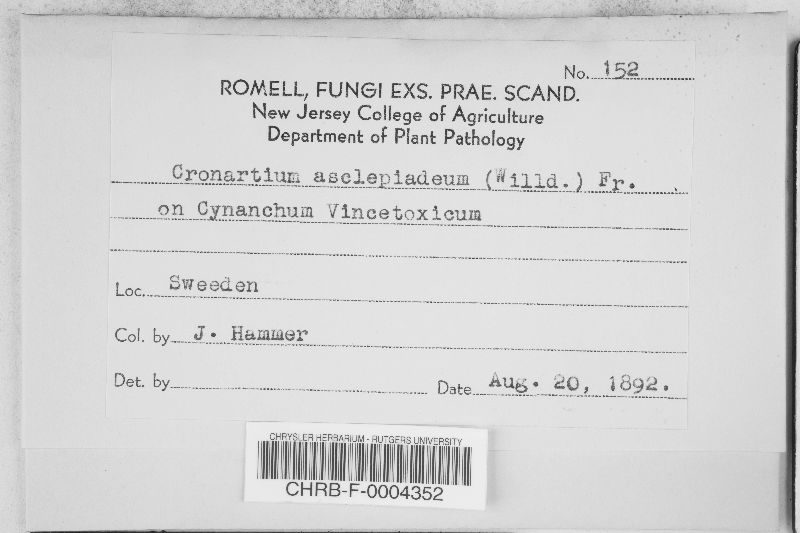 No. 152
ROMELL, FUNGI EXS. PRAE. SCAND.
New Jersey College of Agriculture
Department of Plant Pathology
Cronartium asclepiadeum (Willd.) Fr.
on Cynanchum Vincetoxicum
Loc. Sweeden
Col. by J. Hammer
Det. by
Date Aug. 20, 1892.
CHRYSLER HERBARIUM - RUTGERS UNIVERSITY
CHRB-F-0004352